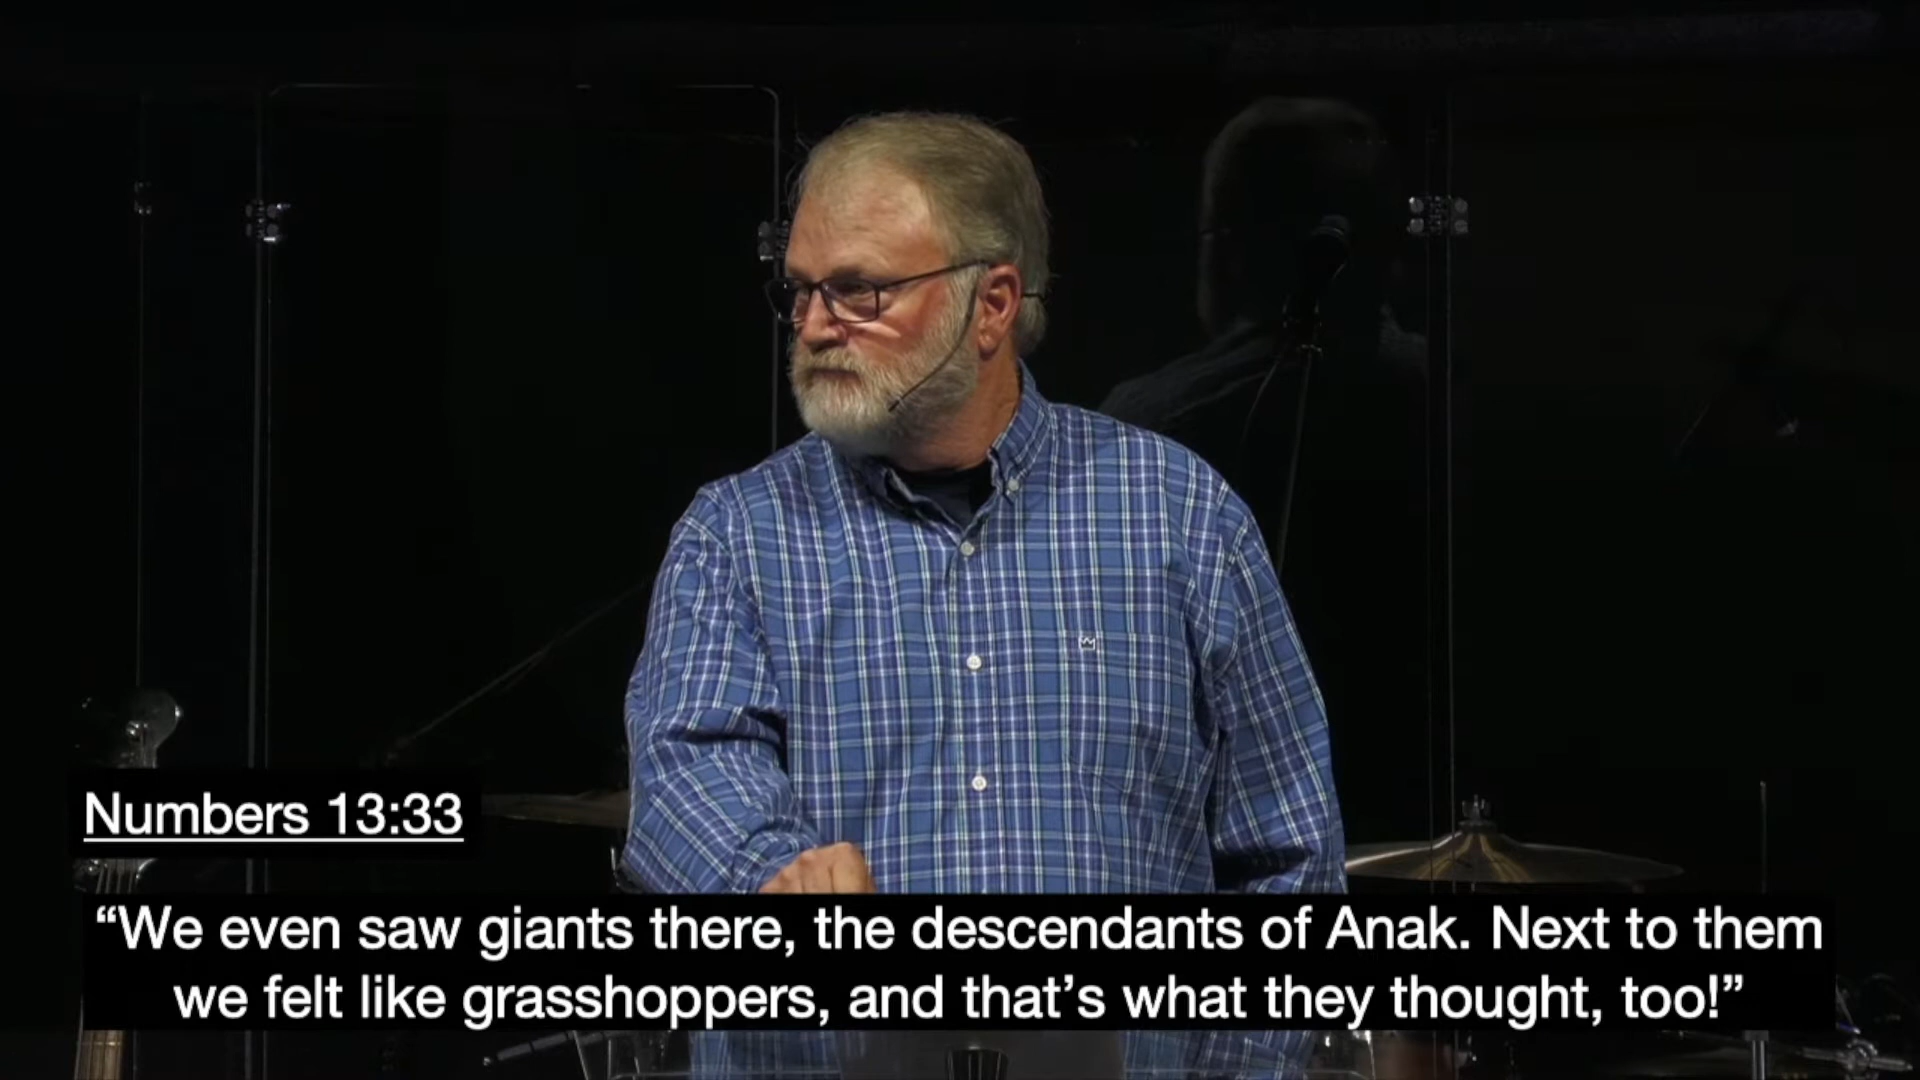 Numbers 13:33
“We even saw giants there, the descendants of Anak. Next to them
we felt like grasshoppers, and that’s what they thought, too!”